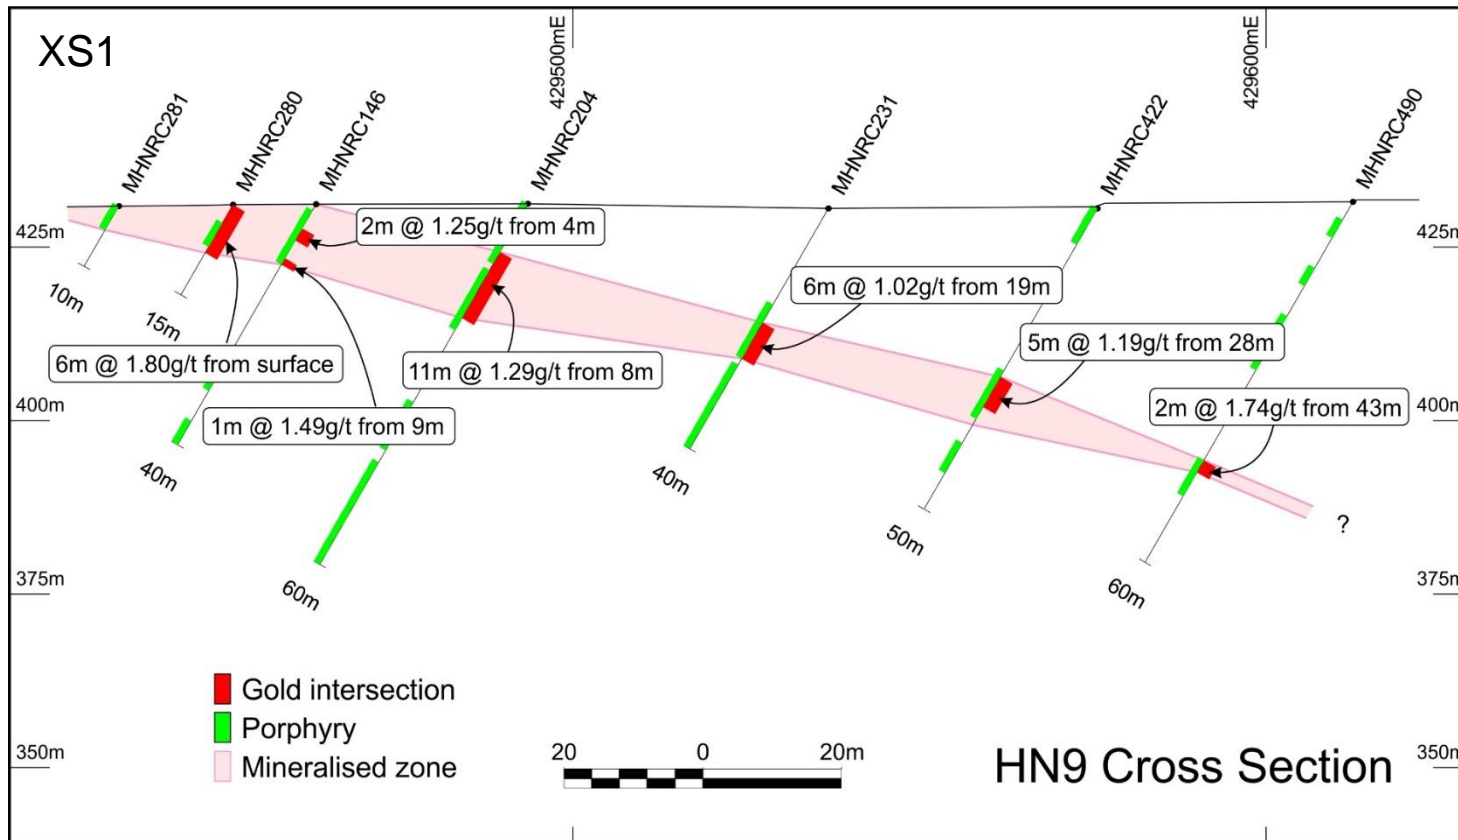 XS1
429500mE
429600mE
MHNRC281
MHNRC280
MHNRC146
MHNRC204
MHNRC231
MHNRC422
MHNRC490
2m @ 1.25g/t from 4m
425m
425m
6m @ 1.02g/t from 19m
10m
15m
5m @ 1.19g/t from 28m
6m @ 1.80g/t from surface
11m @ 1.29g/t from 8m
2m @ 1.74g/t from 43m
400m
400m
1m @ 1.49g/t from 9m
40m
40m
50m
?
60m
60m
375m
375m
Gold intersection
Porphyry
Mineralised zone
20 0 20m
HN9 Cross Section
350m
350m